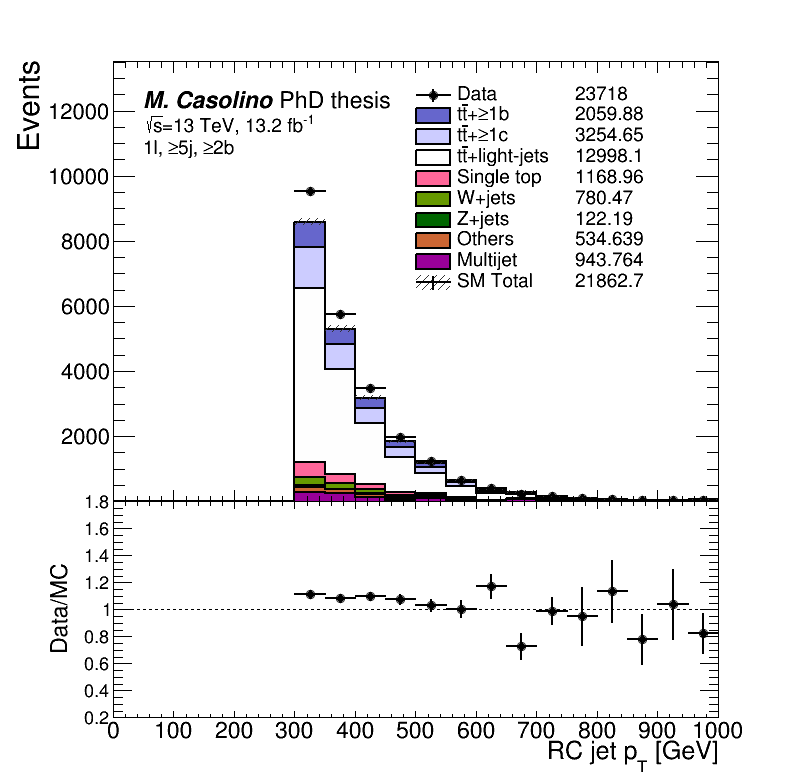 Events
12000
10000
8000
6000
4000
2000
M. Casolino PhD thesis
√s=13 TeV, 13.2 fb⁻¹
1l, ≥5j, ≥2b
Data 23718
tt̄+≥1b 2059.88
tt̄+≥1c 3254.65
tt̄+light-jets 12998.1
Single top 1168.96
W+jets 780.47
Z+jets 122.19
Others 534.639
Multijet 943.764
SM Total 21862.7
Data/MC
1.8
1.6
1.4
1.2
1
0.8
0.6
0.4
0.2
0 100 200 300 400 500 600 700 800 900 1000
RC jet p_T [GeV]